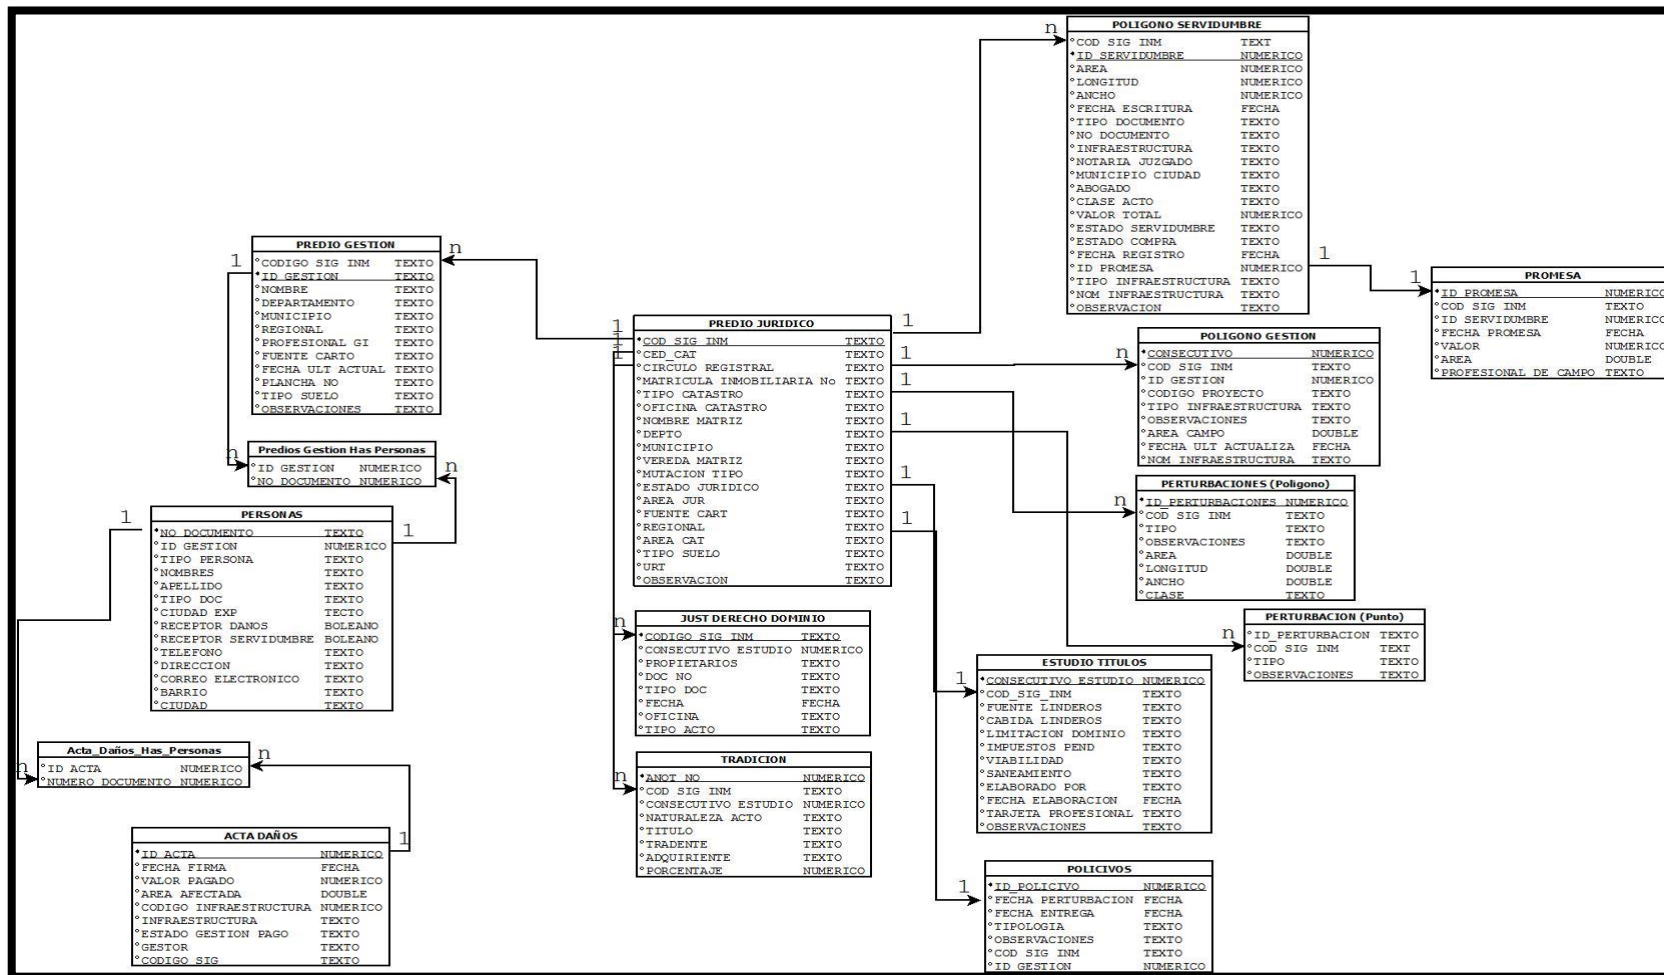 POLIGONO SERVIDUMBRE
COD SIG INM TEXT
ID SERVIDUMBRE NUMERICO
AREA NUMERICO
LONGITUD NUMERICO
ANCHO NUMERICO
FECHA ESCRITURA FECHA
TIPO DOCUMENTO TEXTO
NO DOCUMENTO TEXTO
INFRAESTRUCTURA TEXTO
NOTARIA JUZGADO TEXTO
MUNICIPIO CIUDAD TEXTO
ABOGADO TEXTO
CLASE ACTO TEXTO
VALOR TOTAL NUMERICO
ESTADO SERVIDUMBRE TEXTO
ESTADO COMPRA TEXTO
FECHA REGISTRO FECHA
ID PROMESA NUMERICO
TIPO INFRAESTRUCTURA TEXTO
NOM INFRAESTRUCTURA TEXTO
OBSERVACION TEXTO
n
1
1
PROMESA
ID PROMESA NUMERICO
COD SIG INM TEXTO
ID SERVIDUMBRE NUMERICO
FECHA PROMESA FECHA
VALOR NUMERICO
AREA DOUBLE
PROFESIONAL DE CAMPO TEXTO
PREDIO GESTION
CODIGO SIG INM TEXTO
ID GESTION TEXTO
NOMBRE TEXTO
DEPARTAMENTO TEXTO
MUNICIPIO TEXTO
REGIONAL TEXTO
PROFESIONAL GI TEXTO
FUENTE CARTO TEXTO
FECHA ULT ACTUAL TEXTO
PLANCHA NO TEXTO
TIPO SUELO TEXTO
OBSERVACIONES TEXTO
1
n
PREDIO JURIDICO
COD SIG INM TEXTO
CED_CAT TEXTO
CIRCULO REGISTRAL TEXTO
MATRICULA INMOBILIARIA No TEXTO
TIPO CATASTRO TEXTO
OFICINA CATASTRO TEXTO
NOMBRE MATRIZ TEXTO
DEPTO TEXTO
MUNICIPIO TEXTO
VEREDA MATRIZ TEXTO
MUTACION TIPO TEXTO
ESTADO JURIDICO TEXTO
AREA JUR TEXTO
FUENTE CART TEXTO
REGIONAL TEXTO
AREA CAT TEXTO
TIPO SUELO TEXTO
URT TEXTO
OBSERVACION TEXTO
1
1
1
1
1
1
1
1
1
POLIGONO GESTION
CONSECUTIVO NUMERICO
COD SIG INM TEXTO
ID GESTION NUMERICO
CODIGO PROYECTO TEXTO
TIPO INFRAESTRUCTURA TEXTO
OBSERVACIONES TEXTO
AREA CAMPO DOUBLE
FECHA ULT ACTUALIZA FECHA
NOM INFRAESTRUCTURA TEXTO
n
Predios Gestion Has Personas
ID GESTION NUMERICO
NO DOCUMENTO NUMERICO
n
n
PERTURBACIONES (Poligono)
ID_PERTURBACIONES NUMERICO
COD SIG INM TEXTO
TIPO TEXTO
OBSERVACIONES TEXTO
AREA DOUBLE
LONGITUD DOUBLE
ANCHO DOUBLE
CLASE TEXTO
n
PERSONAS
NO DOCUMENTO TEXTO
ID GESTION NUMERICO
TIPO PERSONA TEXTO
NOMBRES TEXTO
APELLIDO TEXTO
TIPO DOC TEXTO
CIUDAD EXP TECTO
RECEPTOR DANOS BOLEANO
RECEPTOR SERVIDUMBRE BOLEANO
TELEFONO TEXTO
DIRECCION TEXTO
CORREO ELECTRONICO TEXTO
BARRIO TEXTO
CIUDAD TEXTO
1
1
PERTURBACION (Punto)
ID_PERTURBACION TEXTO
COD SIG INM TEXT
TIPO TEXTO
OBSERVACIONES TEXTO
n
JUST DERECHO DOMINIO
CODIGO SIG INM TEXTO
CONSECUTIVO ESTUDIO NUMERICO
PROPIETARIOS TEXTO
DOC NO TEXTO
TIPO DOC TEXTO
FECHA FECHA
OFICINA TEXTO
TIPO ACTO TEXTO
n
ESTUDIO TITULOS
CONSECUTIVO ESTUDIO NUMERICO
COD_SIG_INM TEXTO
FUENTE LINDEROS TEXTO
CABIDA LINDEROS TEXTO
LIMITACION DOMINIO TEXTO
IMPUESTOS PEND TEXTO
VIABILIDAD TEXTO
SANEAMIENTO TEXTO
ELABORADO POR TEXTO
FECHA ELABORACION FECHA
TARJETA PROFESIONAL TEXTO
OBSERVACIONES TEXTO
1
Acta_Daños_Has_Personas
ID ACTA NUMERICO
NUMERO DOCUMENTO NUMERICO
n
n
TRADICION
ANOT NO NUMERICO
COD SIG INM TEXTO
CONSECUTIVO ESTUDIO NUMERICO
NATURALEZA ACTO TEXTO
TITULO TEXTO
TRADENTE TEXTO
ADQUIRIENTE TEXTO
PORCENTAJE NUMERICO
n
ACTA DAÑOS
ID ACTA NUMERICO
FECHA FIRMA FECHA
VALOR PAGADO NUMERICO
AREA AFECTADA DOUBLE
CODIGO INFRAESTRUCTURA NUMERICO
INFRAESTRUCTURA TEXTO
ESTADO GESTION PAGO TEXTO
GESTOR TEXTO
CODIGO SIG TEXTO
1
POLICIVOS
ID_POLICIVO NUMERICO
FECHA PERTURBACION FECHA
FECHA ENTREGA FECHA
TIPOLOGIA TEXTO
OBSERVACIONES TEXTO
COD SIG INM TEXTO
ID GESTION NUMERICO
1